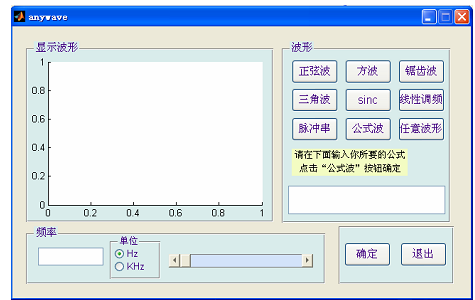 anywave
显示波形
1
0.8
0.6
0.4
0.2
0
0 0.2 0.4 0.6 0.8 1
波形
正弦波 方波 锯齿波
三角波 sinc 线性调频
脉冲串 公式波 任意波形
请在下面输入你所要的公式
点击“公式波”按钮确定
频率
单位
Hz
KHz
确定 退出